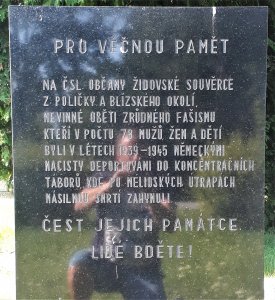 PRO VĚČNOU PAMĚT
NA ČSL. OBČANY ŽIDOVSKÉ SOUVĚRCE
Z POLIČKY A BLÍZSKÉHO OKOLÍ,
NEVINNÉ OBĚTI ZRŮDNÉHO FAŠISMU
KTEŘÍ V POČTU 79 MUŽŮ, ŽEN A DĚTÍ
BYLI V LÉTECH 1939-1945 NĚMECKÝMI
NACISTY DEPORTOVÁNI DO KONCENTRAČNÍCH
TÁBORŮ, KDE PO NELIDSKÝCH ÚTRAPÁCH
NÁSILNOU SMRTÍ ZAHYNULI.
ČEST JEJICH PAMÁTCE.
LIDÉ BDĚTE!